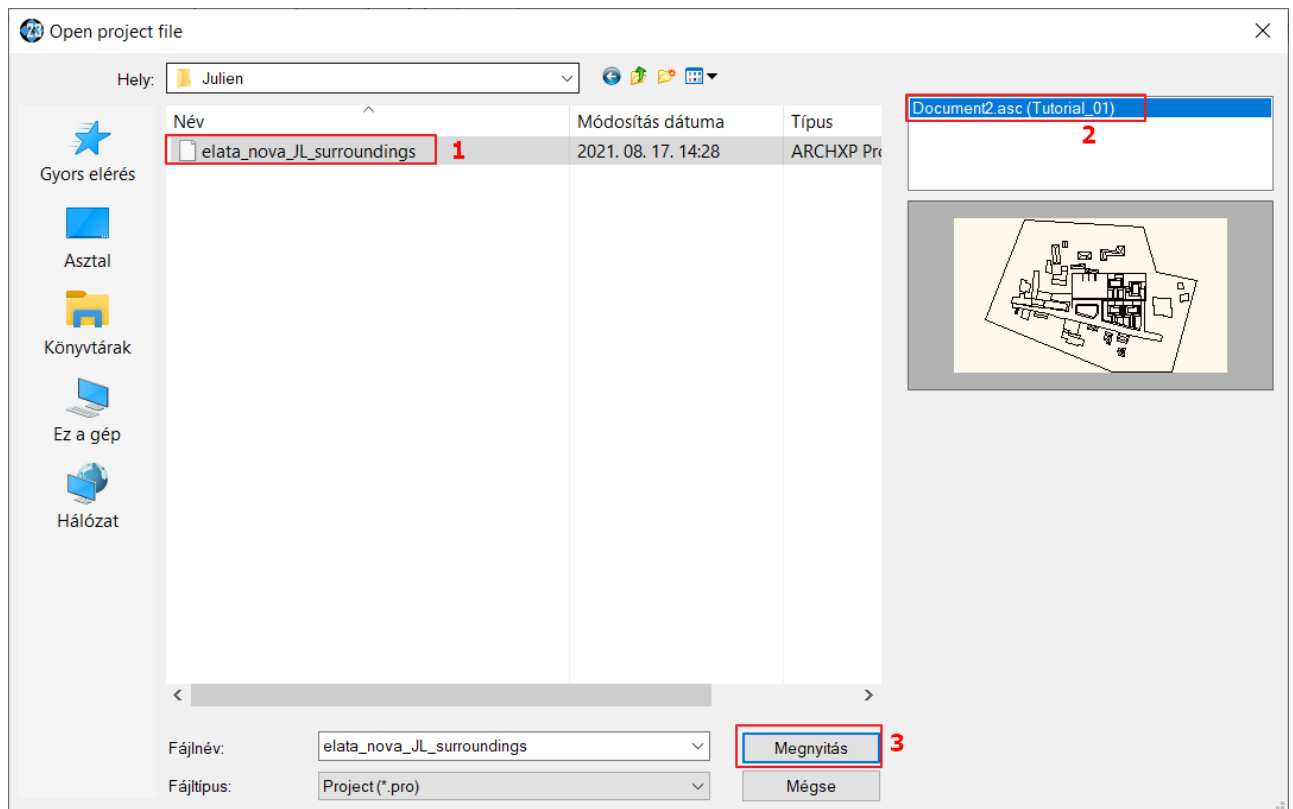 Open project file
Hely: Julien
Név Módosítás dátuma Típus
elata_nova_JL_surroundings 1 2021. 08. 17. 14:28 ARCHXP Pro
Document2.asc (Tutorial_01)
2
Gyors elérés
Asztal
Könyvtárak
Ez a gép
Hálózat
Fájlnév: elata_nova_JL_surroundings Megnyitás 3
Fájltípus: Project (*.pro) Mégse